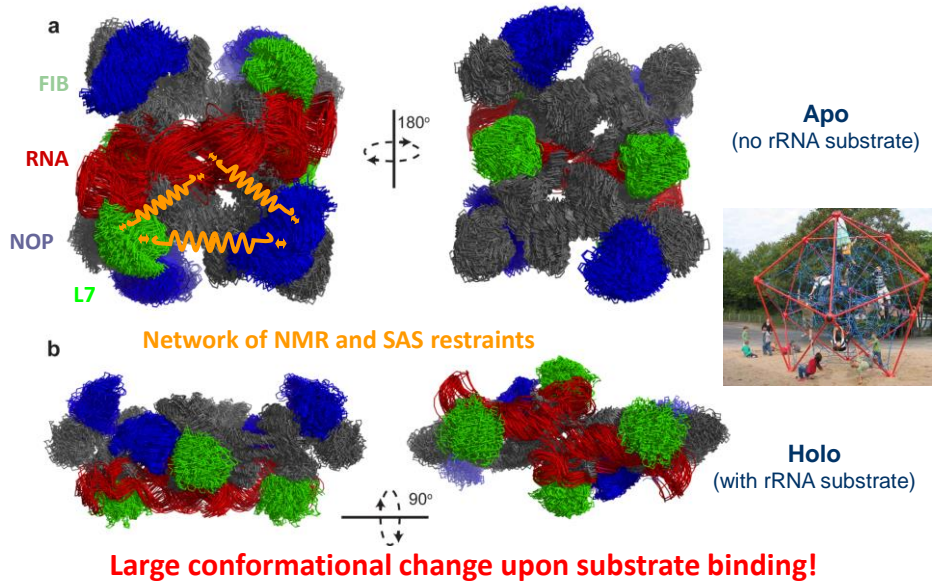 a
FIB
RNA
NOP
L7
180°
Apo
(no rRNA substrate)
Network of NMR and SAS restraints
b
90°
Holo
(with rRNA substrate)
Large conformational change upon substrate binding!